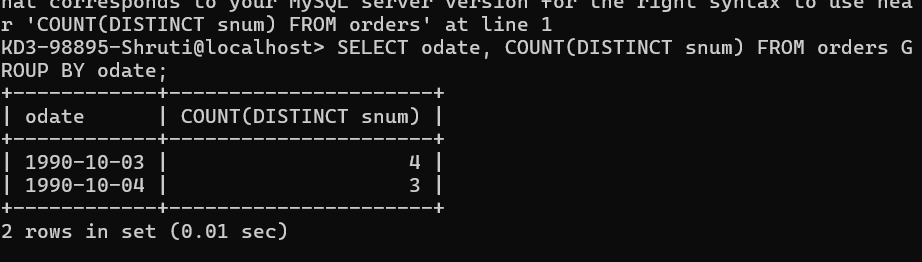 hat corresponds to your MySQL server version for the right syntax to use nea
r 'COUNT(DISTINCT snum) FROM orders' at line 1
KD3-98895-Shruti@localhost> SELECT odate, COUNT(DISTINCT snum) FROM orders G
ROUP BY odate;
+------------+----------------------+
| odate      | COUNT(DISTINCT snum) |
+------------+----------------------+
| 1990-10-03 |                    4 |
| 1990-10-04 |                    3 |
+------------+----------------------+
2 rows in set (0.01 sec)